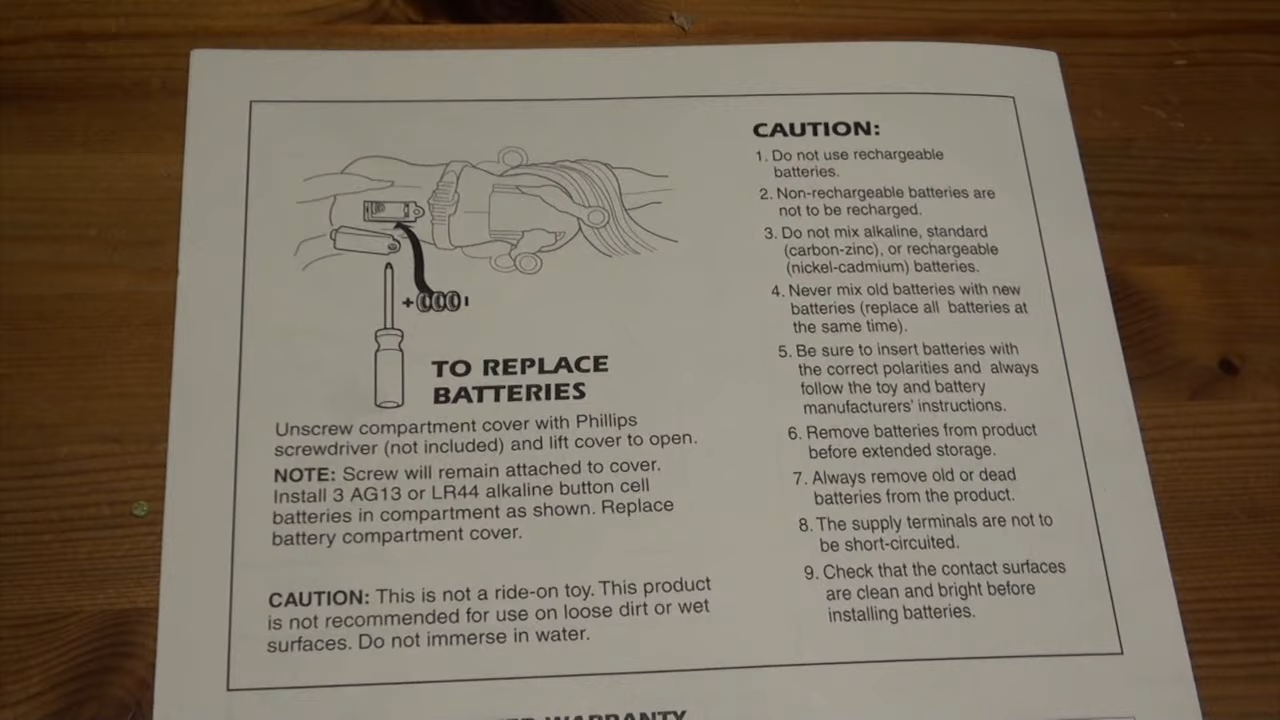 + -
TO REPLACE
BATTERIES
Unscrew compartment cover with Phillips
screwdriver (not included) and lift cover to open.
NOTE: Screw will remain attached to cover.
Install 3 AG13 or LR44 alkaline button cell
batteries in compartment as shown. Replace
battery compartment cover.
CAUTION: This is not a ride-on toy. This product
is not recommended for use on loose dirt or wet
surfaces. Do not immerse in water.
CAUTION:
1. Do not use rechargeable
batteries.
2. Non-rechargeable batteries are
not to be recharged.
3. Do not mix alkaline, standard
(carbon-zinc), or rechargeable
(nickel-cadmium) batteries.
4. Never mix old batteries with new
batteries (replace all batteries at
the same time).
5. Be sure to insert batteries with
the correct polarities and always
follow the toy and battery
manufacturers' instructions.
6. Remove batteries from product
before extended storage.
7. Always remove old or dead
batteries from the product.
8. The supply terminals are not to
be short-circuited.
9. Check that the contact surfaces
are clean and bright before
installing batteries.
WARRANTY